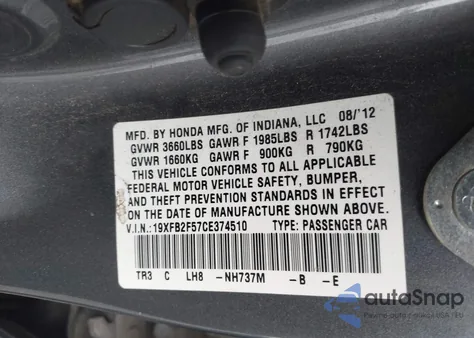 MFD. BY HONDA MFG. OF INDIANA, LLC 08/'12
GVWR 3660LBS GAWR F 1985LBS R 1742LBS
GVWR 1660KG GAWR F 900KG R 790KG
THIS VEHICLE CONFORMS TO ALL APPLICABLE
FEDERAL MOTOR VEHICLE SAFETY, BUMPER,
AND THEFT PREVENTION STANDARDS IN EFFECT
ON THE DATE OF MANUFACTURE SHOWN ABOVE.
V.I.N.: 19XFB2F57CE374510 TYPE: PASSENGER CAR
TR3 C LH8 -NH737M -B -E
autoSnap